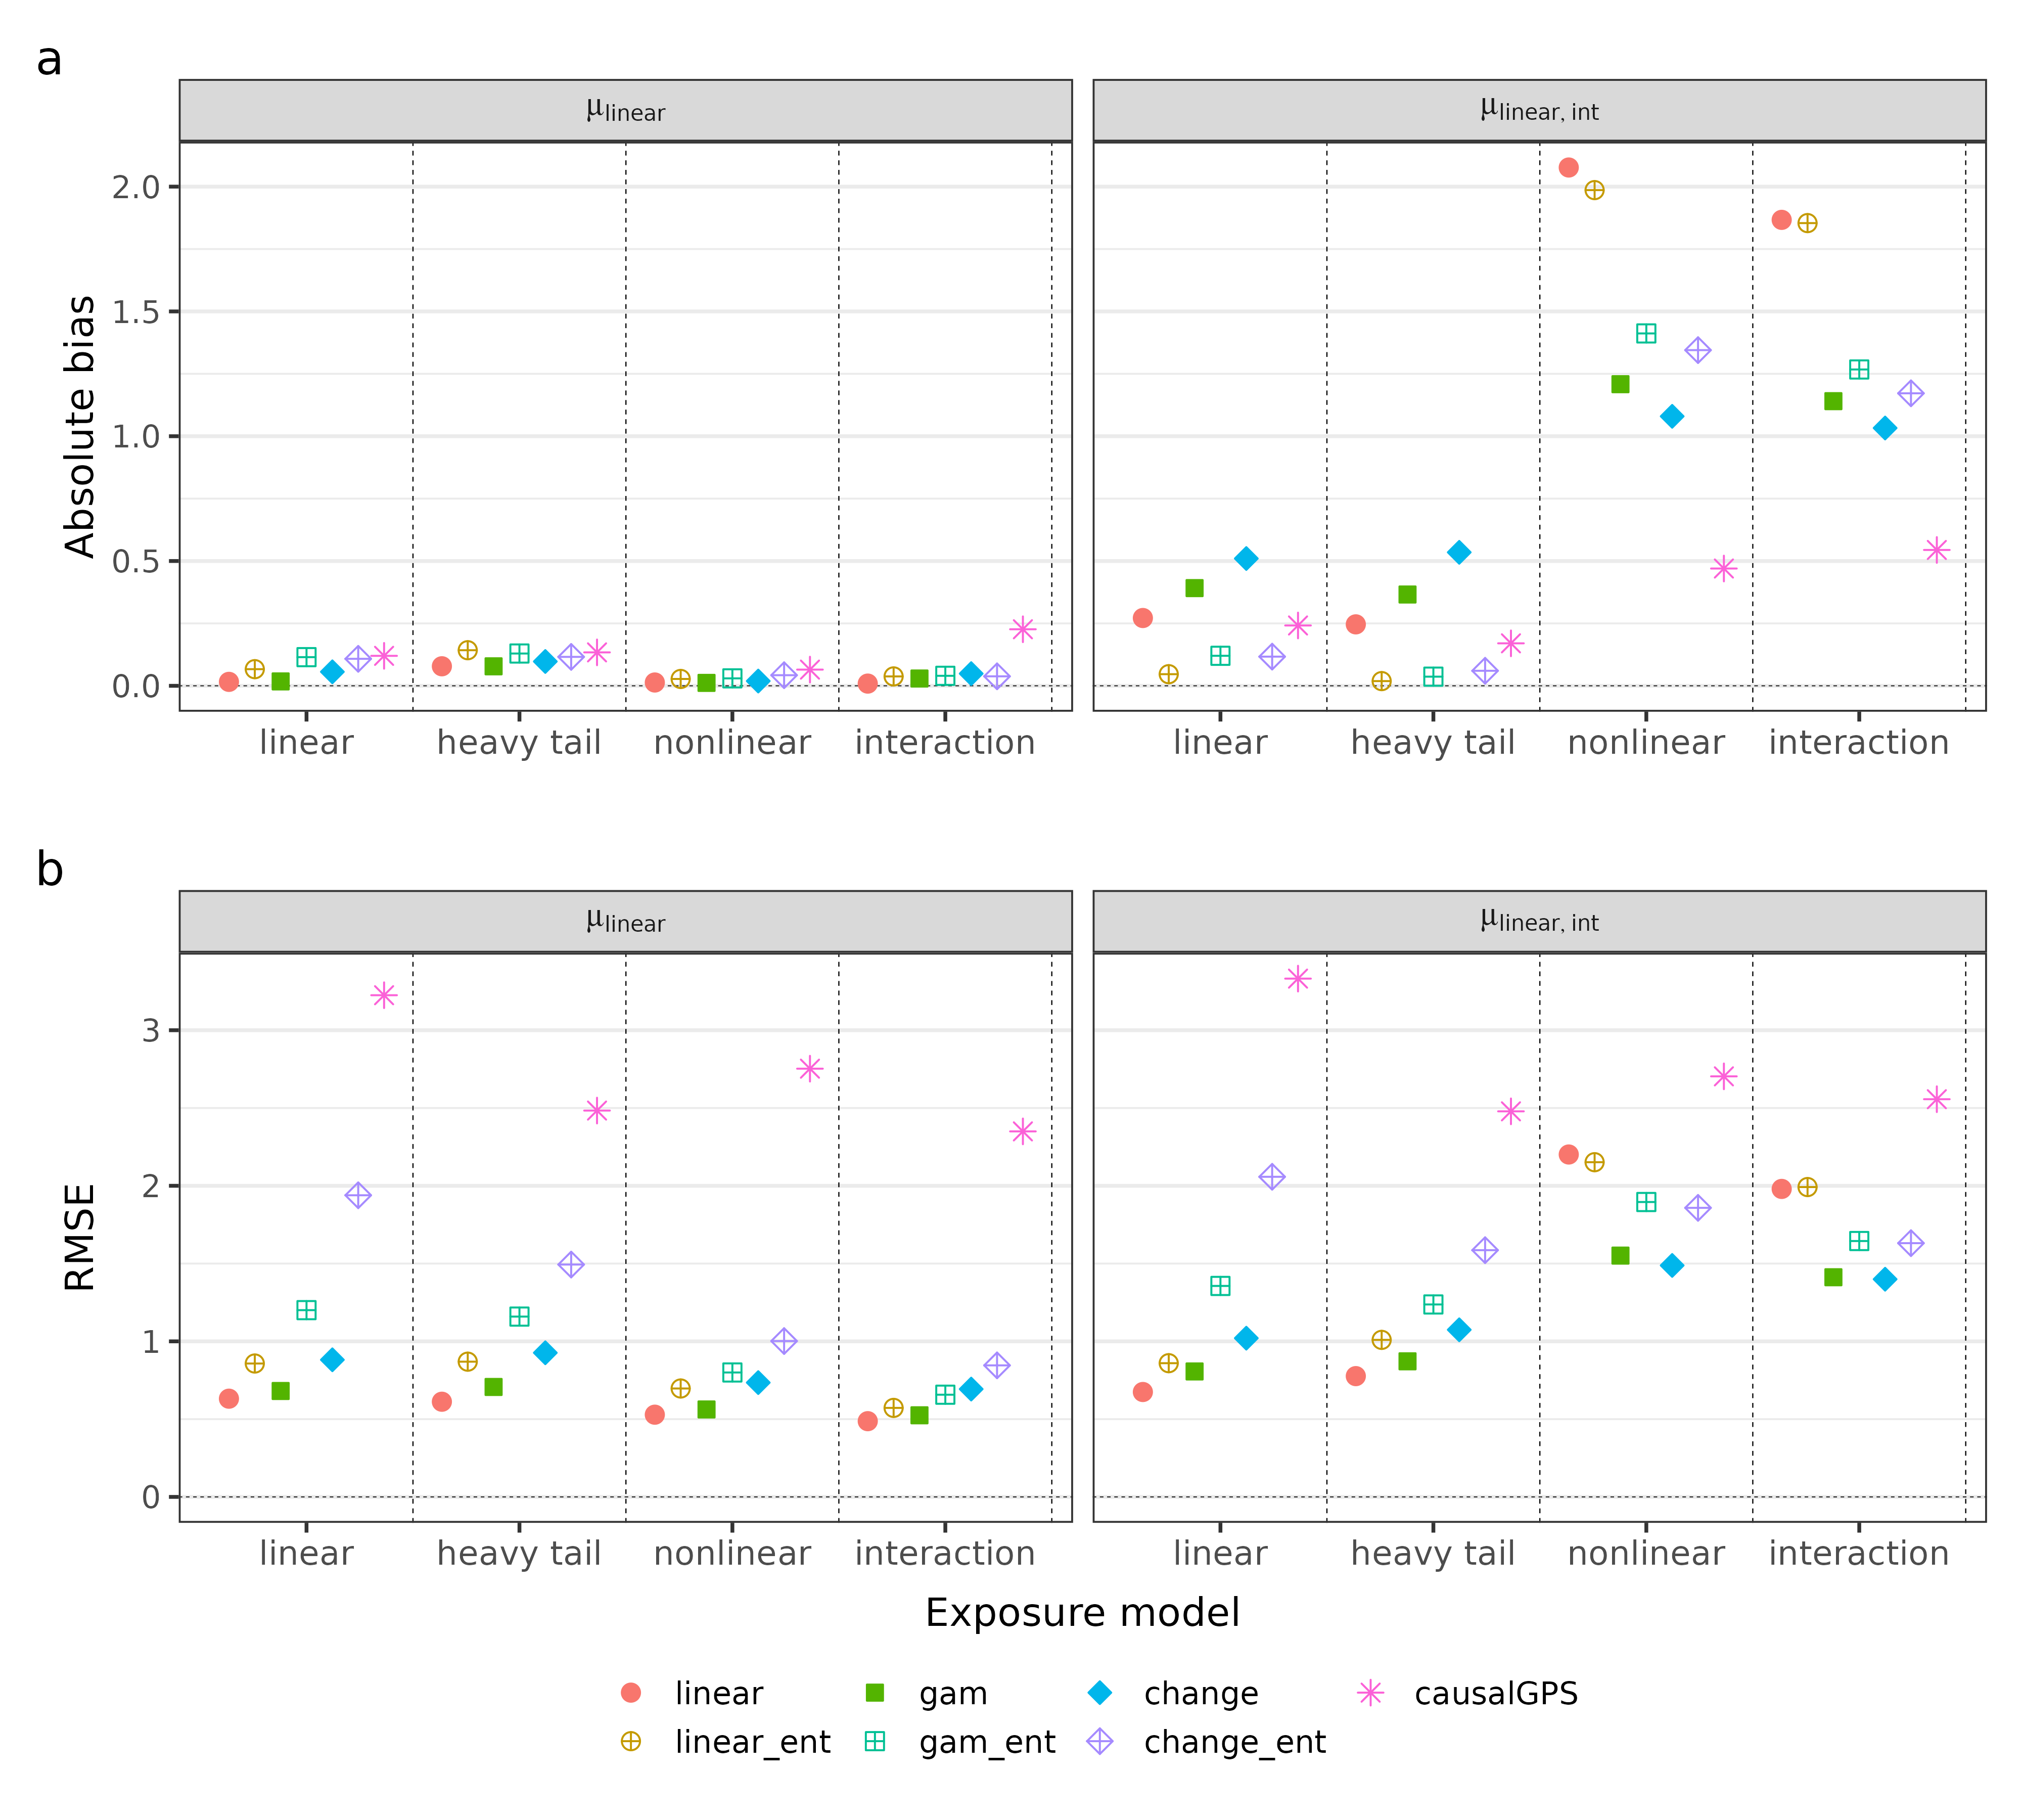 a
μlinear
μlinear, int
Absolute bias
2.0
1.5
1.0
0.5
0.0
linear heavy tail nonlinear interaction
linear heavy tail nonlinear interaction
b
μlinear
μlinear, int
RMSE
3
2
1
0
linear heavy tail nonlinear interaction
linear heavy tail nonlinear interaction
Exposure model
linear gam change causalGPS
linear_ent gam_ent change_ent